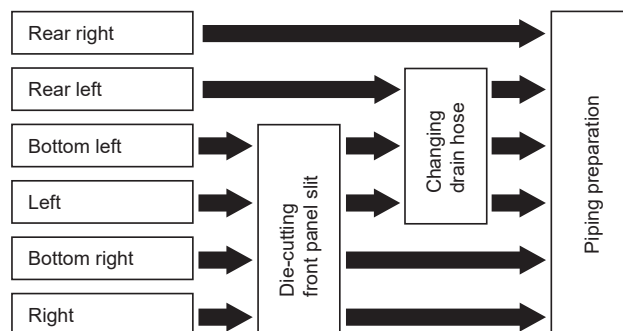 Rear right
Rear left
Bottom left
Left
Bottom right
Right
Die-cutting
front panel slit
Changing
drain hose
Piping preparation